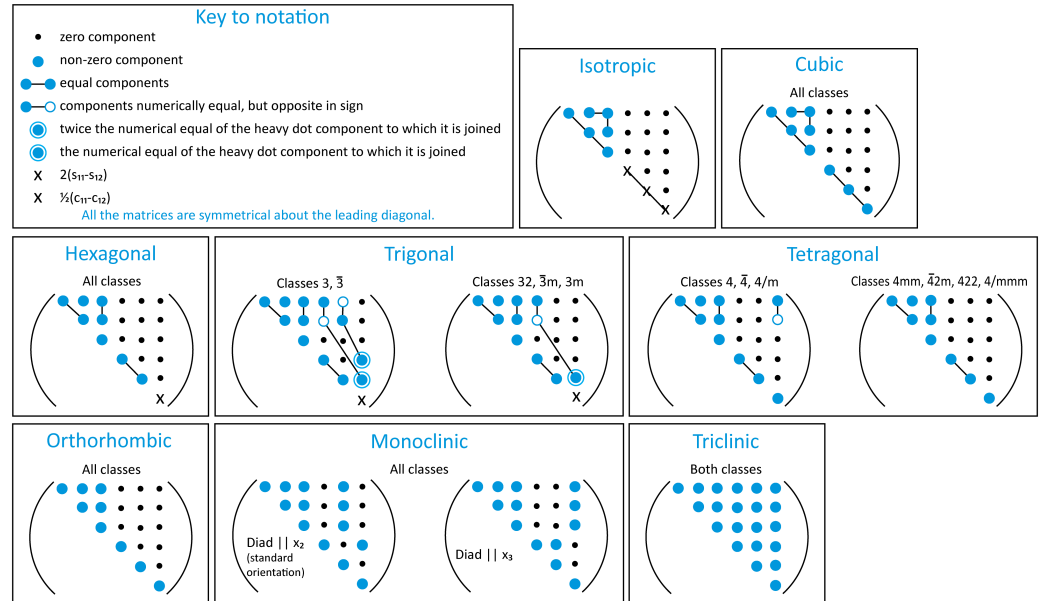 Key to notation
zero component
non-zero component
equal components
components numerically equal, but opposite in sign
twice the numerical equal of the heavy dot component to which it is joined
the numerical equal of the heavy dot component to which it is joined
x 2(s₁₁-s₁₂)
x ½(c₁₁-c₁₂)
All the matrices are symmetrical about the leading diagonal.
Isotropic
x
x
x
Cubic
All classes
Hexagonal
All classes
x
Trigonal
Classes 3, 3̅
x
Classes 32, 3̅m, 3m
x
Tetragonal
Classes 4, 4̅, 4/m
Classes 4mm, 4̅2m, 422, 4/mmm
Orthorhombic
All classes
Monoclinic
All classes
Diad || x₂
(standard
orientation)
Diad || x₃
Triclinic
Both classes